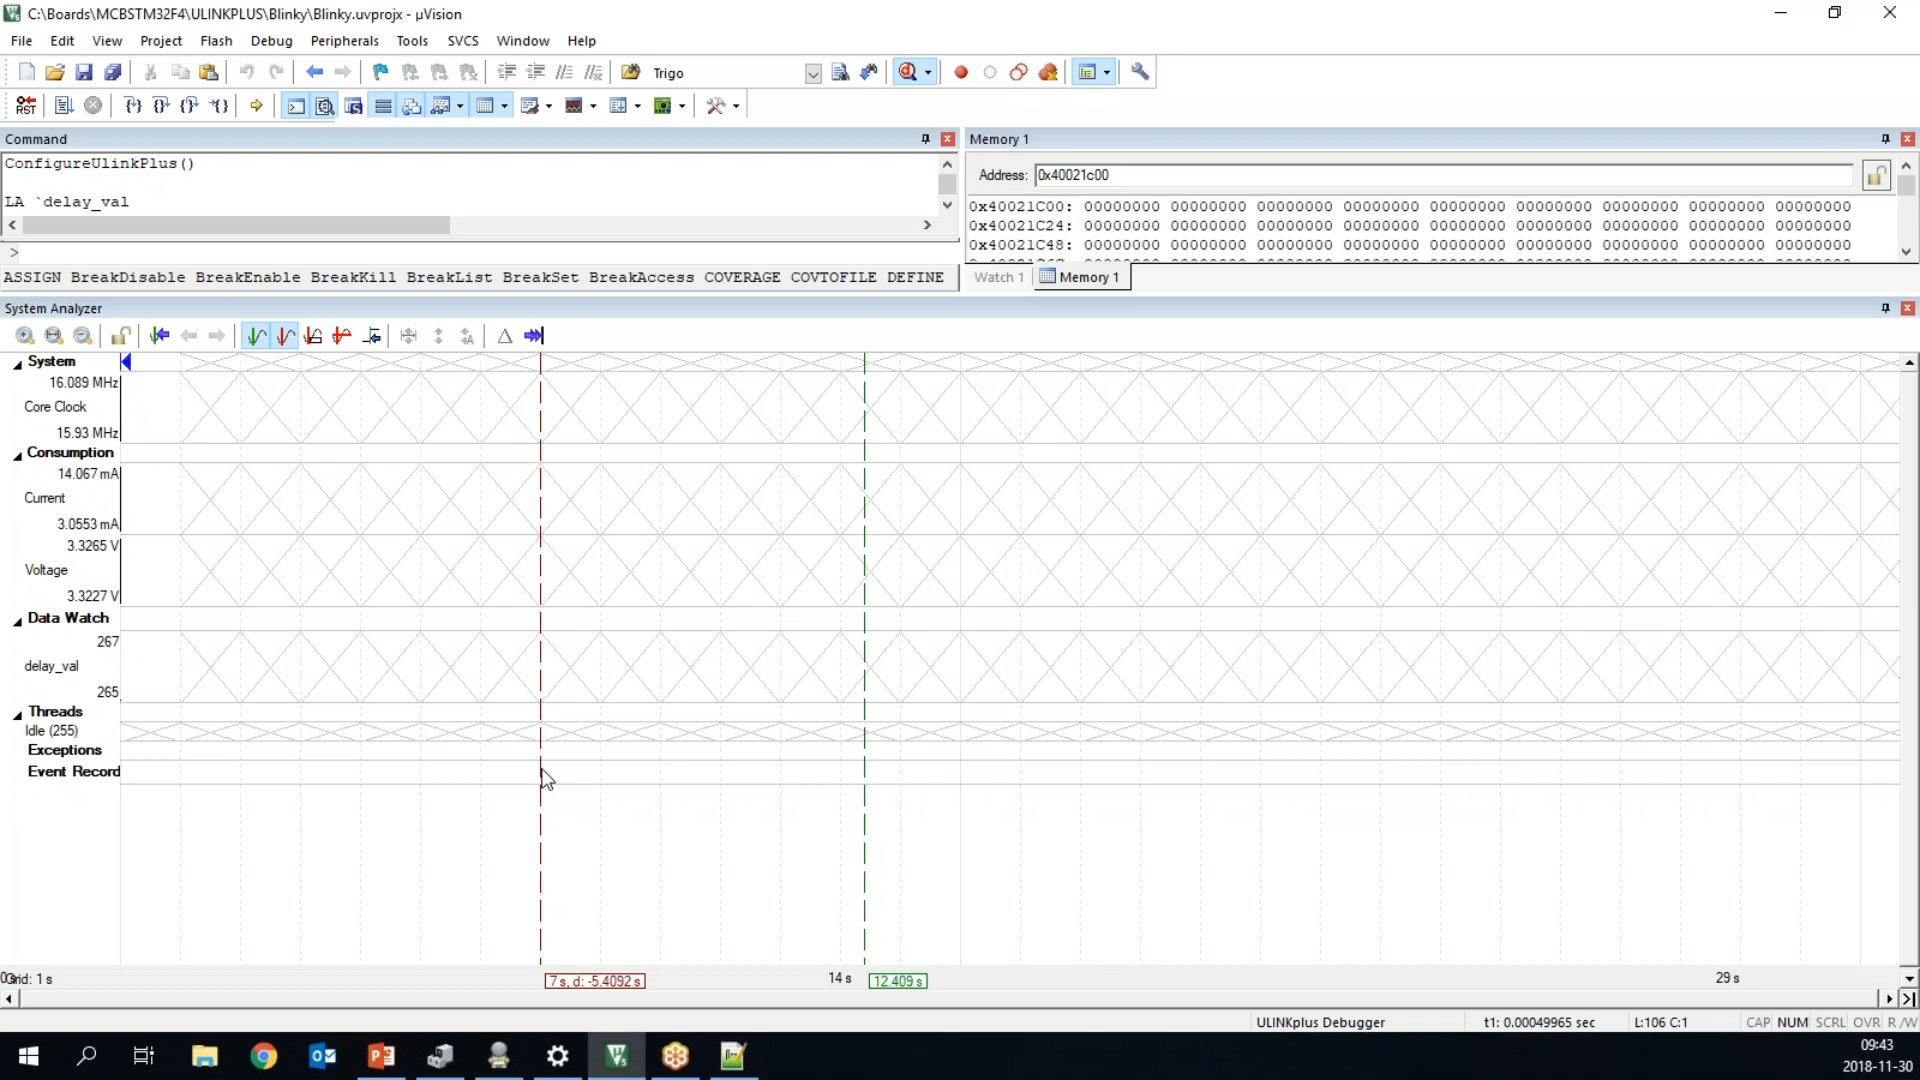 C:\Boards\MCBSTM32F4\ULINKPLUS\Blinky\Blinky.uvprojx - µVision
File Edit View Project Flash Debug Peripherals Tools SVCS Window Help
Trigo
RST
Command
ConfigureUlinkPlus()
LA `delay_val
>
ASSIGN BreakDisable BreakEnable BreakKill BreakList BreakSet BreakAccess COVERAGE COVTOFILE DEFINE
Memory 1
Address: 0x40021c00
0x40021C00: 00000000 00000000 00000000 00000000 00000000 00000000 00000000 00000000 00000000
0x40021C24: 00000000 00000000 00000000 00000000 00000000 00000000 00000000 00000000 00000000
0x40021C48: 00000000 00000000 00000000 00000000 00000000 00000000 00000000 00000000 00000000
Watch 1 Memory 1
System Analyzer
System
16.089 MHz
Core Clock
15.93 MHz
Consumption
14.067 mA
Current
3.0553 mA
3.3265 V
Voltage
3.3227 V
Data Watch
267
delay_val
265
Threads
Idle (255)
Exceptions
Event Record
Grid: 1 s
7 s, d: -5.4092 s
14 s
12.409 s
29 s
ULINKplus Debugger t1: 0.00049965 sec L:106 C:1 CAP NUM SCRL OVR R/W
09:43
2018-11-30